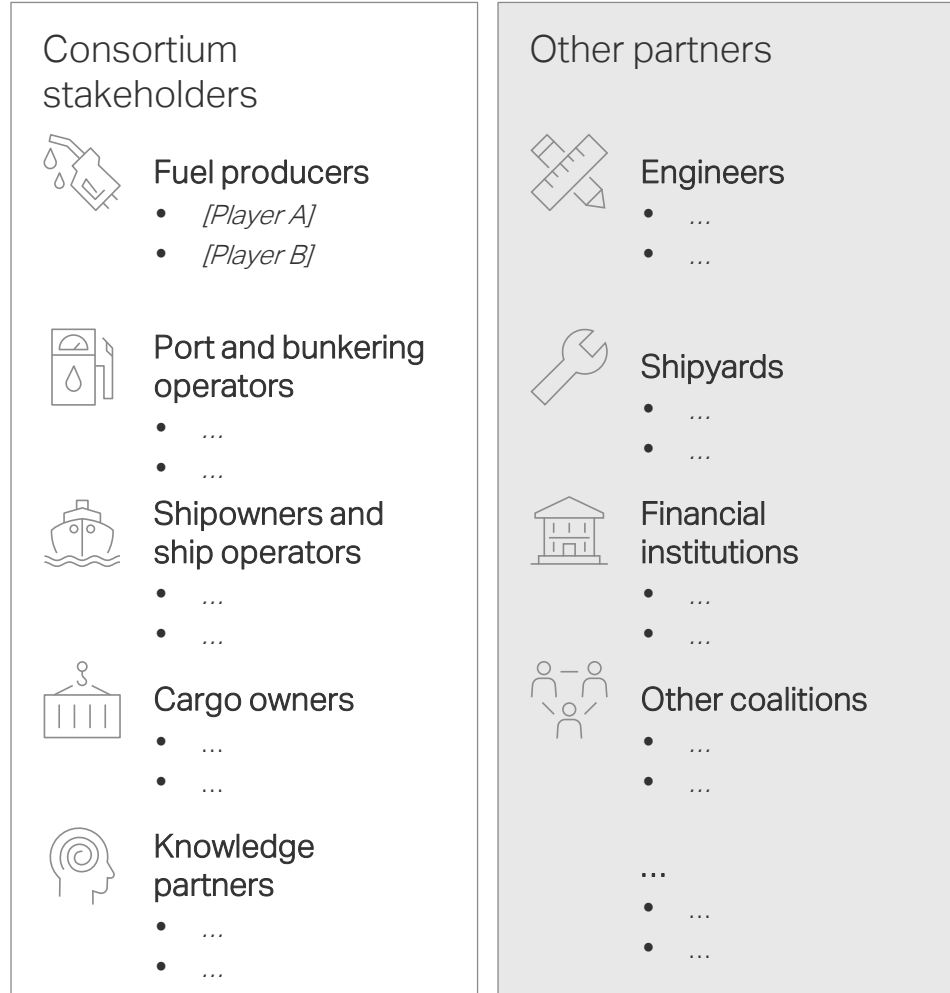 Consortium
stakeholders
Fuel producers
• [Player A]
• [Player B]
Port and bunkering
operators
• ...
• ...
Shipowners and
ship operators
• ...
• ...
Cargo owners
• ...
• ...
Knowledge
partners
• ...
• ...
Other partners
Engineers
• ...
• ...
Shipyards
• ...
• ...
Financial
institutions
• ...
• ...
Other coalitions
• ...
• ...
...
• ...
• ...